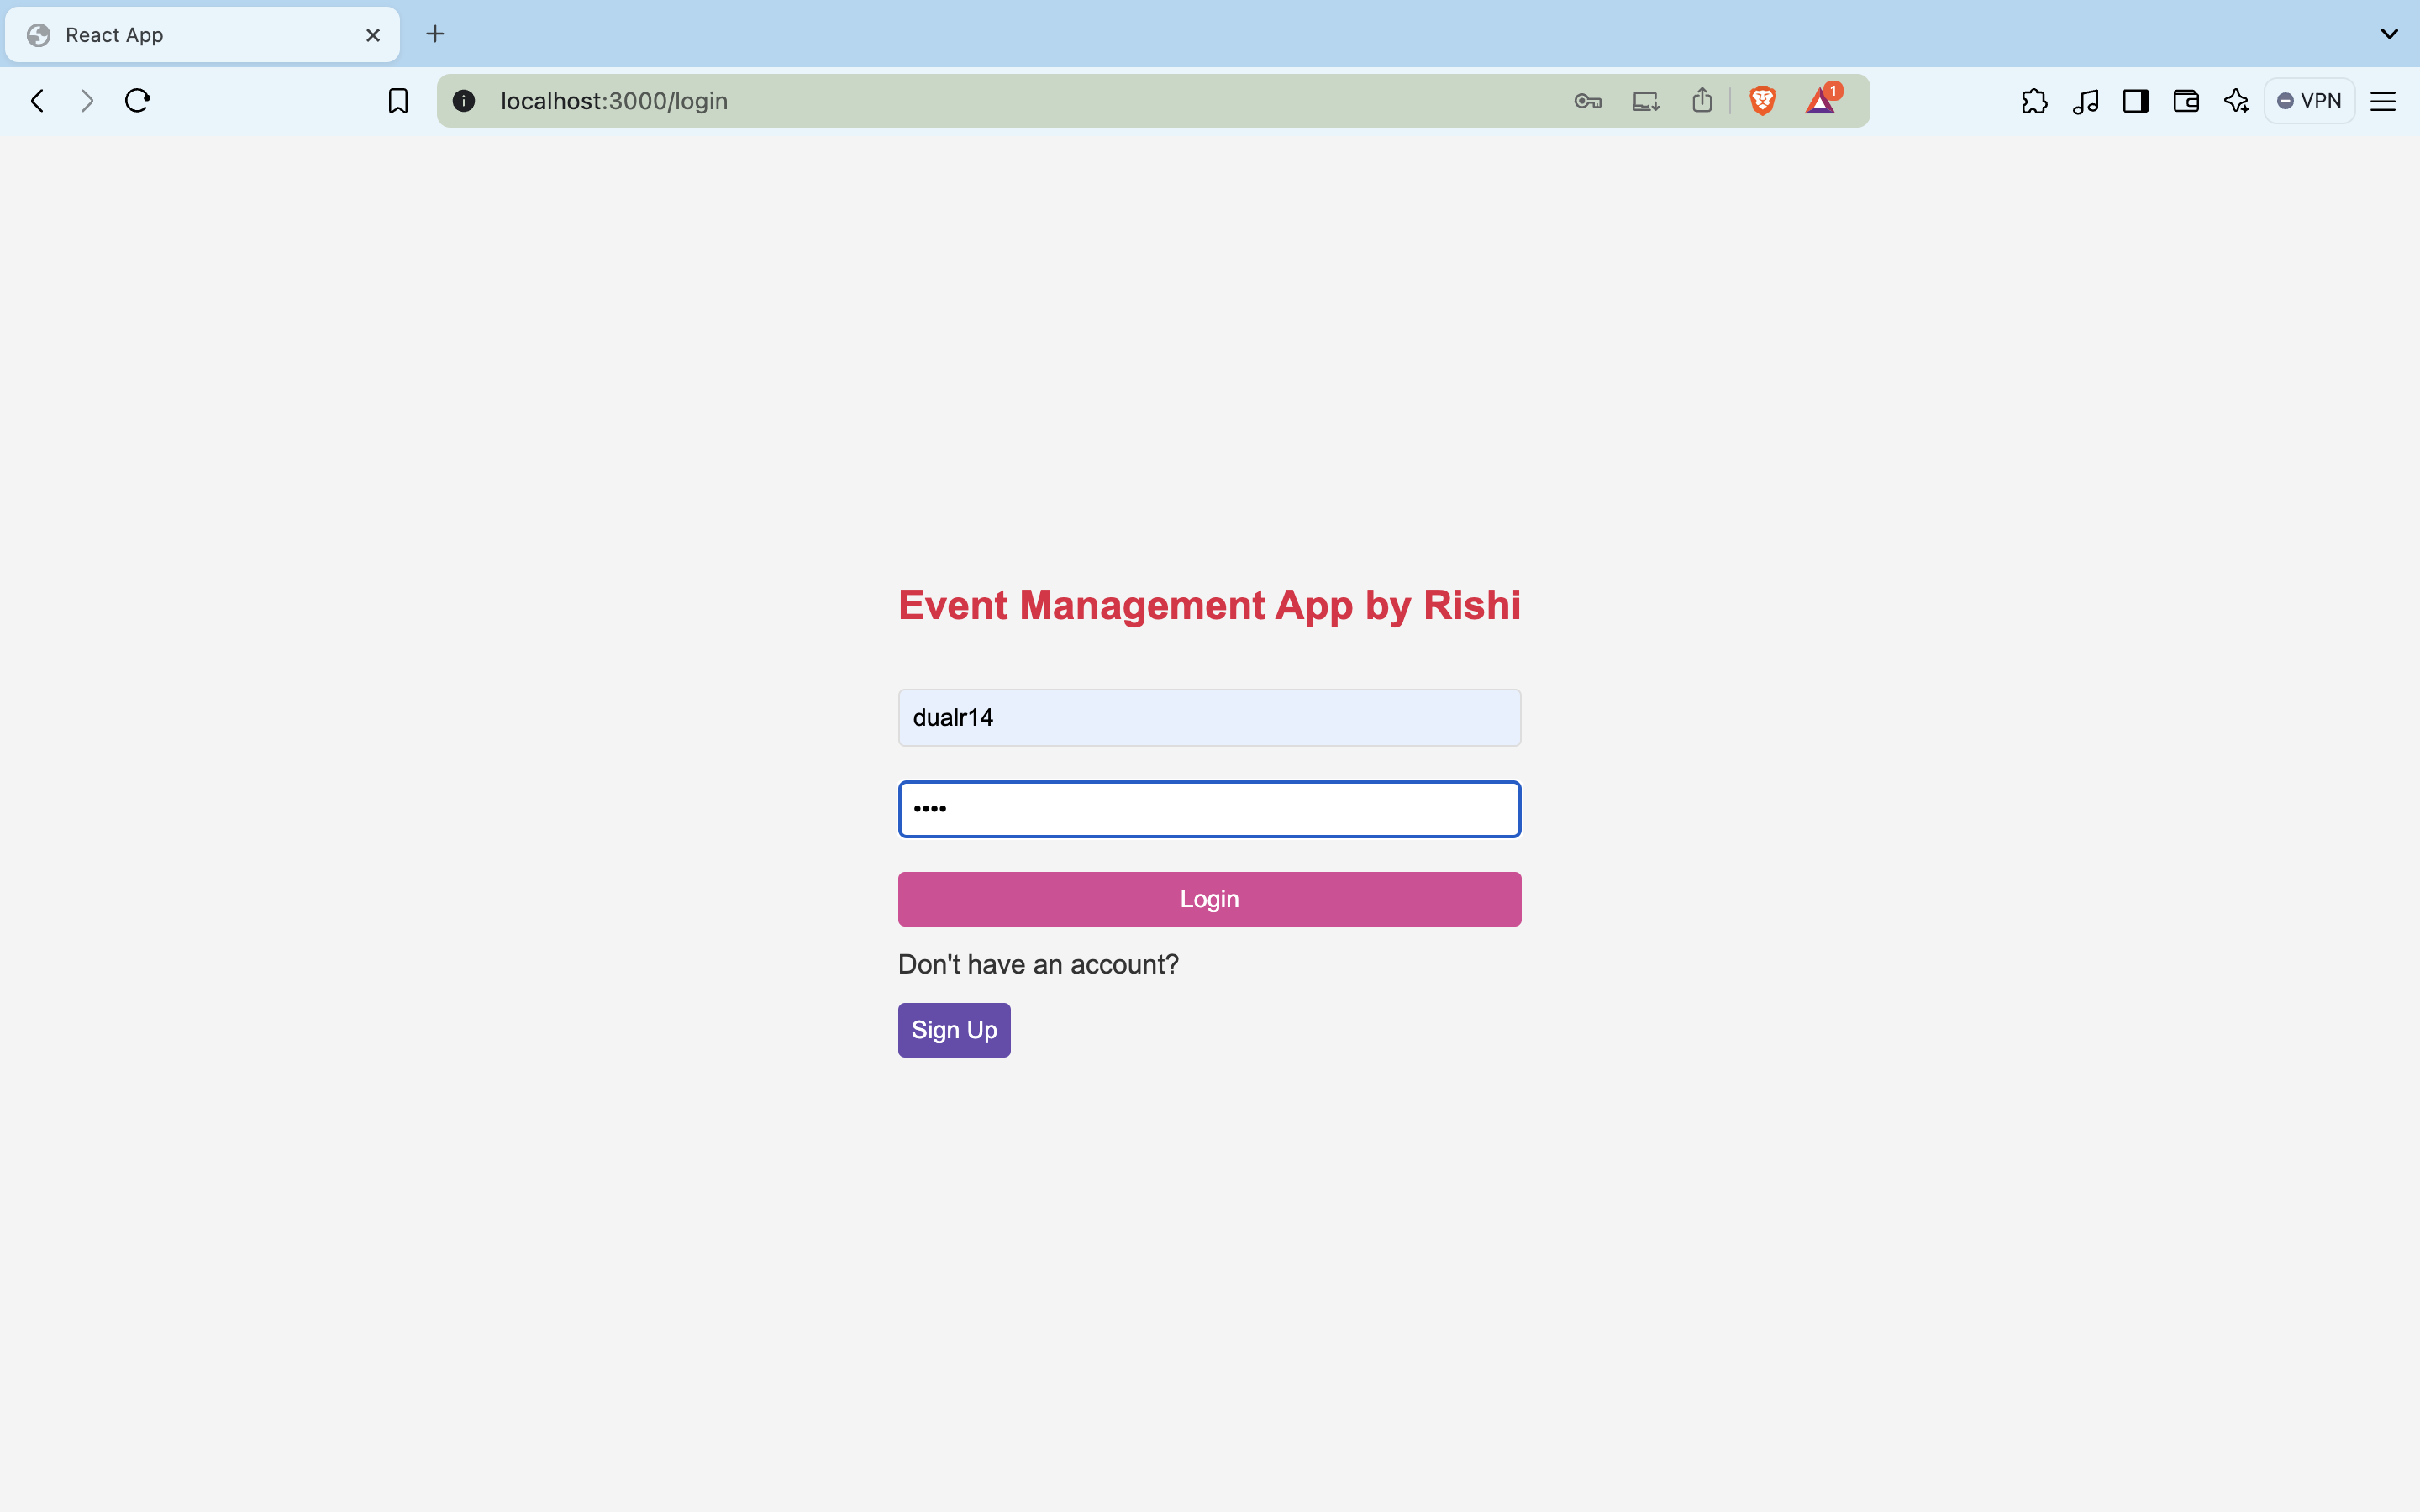 React App
localhost:3000/login
1
VPN
Event Management App by Rishi
dualr14
••••
Login
Don't have an account?
Sign Up